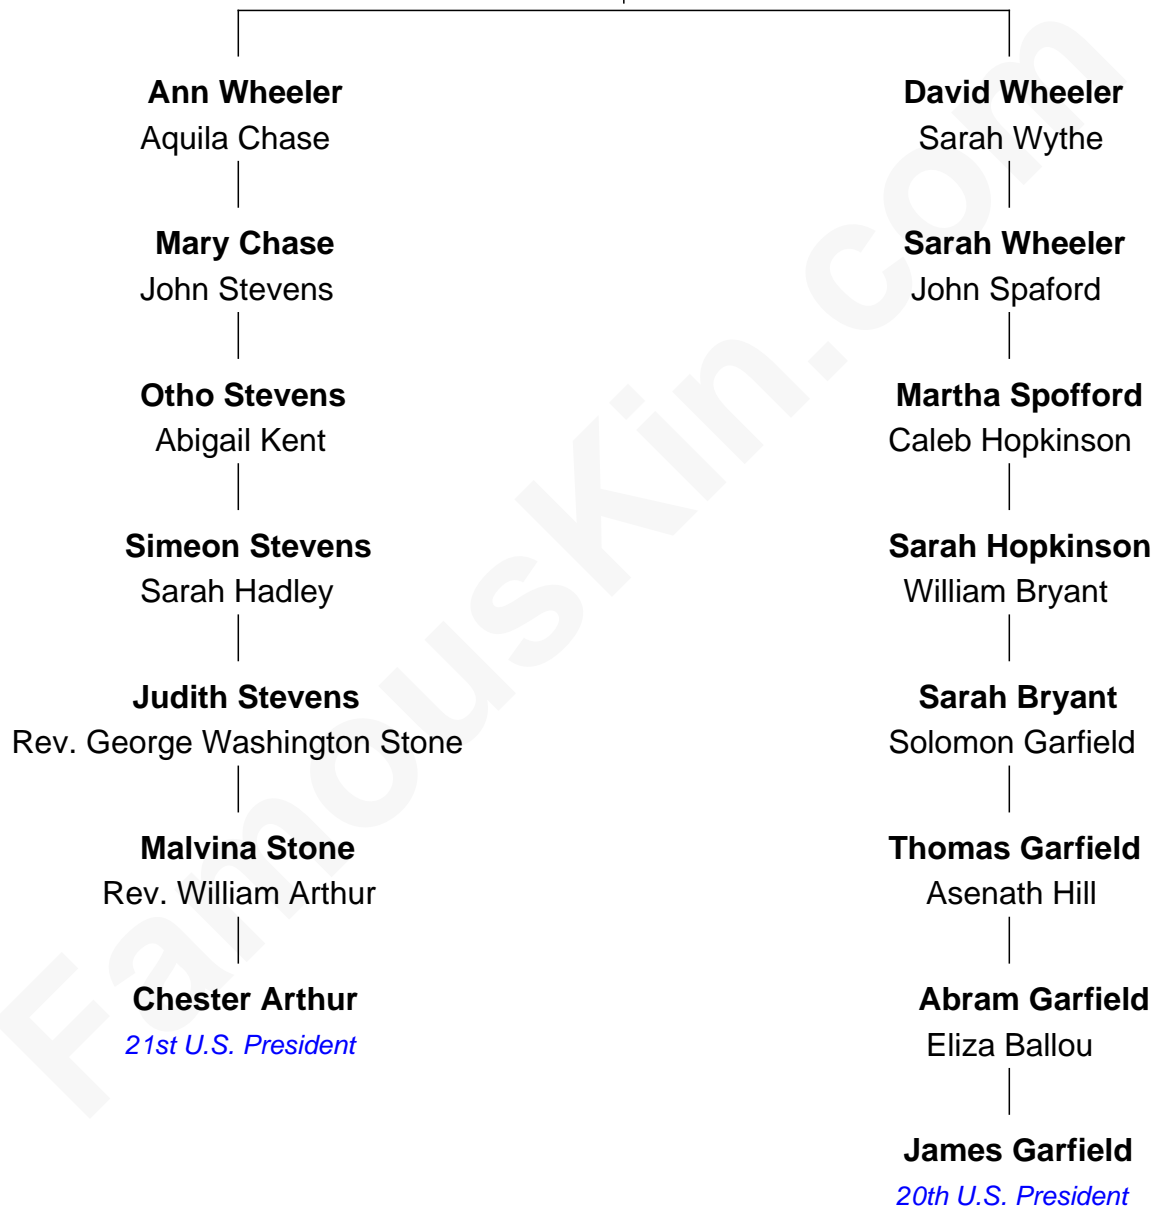 Ann Wheeler
Aquila Chase
Mary Chase
John Stevens
Otho Stevens
Abigail Kent
Simeon Stevens
Sarah Hadley
Judith Stevens
Rev. George Washington Stone
Malvina Stone
Rev. William Arthur
Chester Arthur
21st U.S. President
David Wheeler
Sarah Wythe
Sarah Wheeler
John Spaford
Martha Spofford
Caleb Hopkinson
Sarah Hopkinson
William Bryant
Sarah Bryant
Solomon Garfield
Thomas Garfield
Asenath Hill
Abram Garfield
Eliza Ballou
James Garfield
20th U.S. President
FamousKin.com